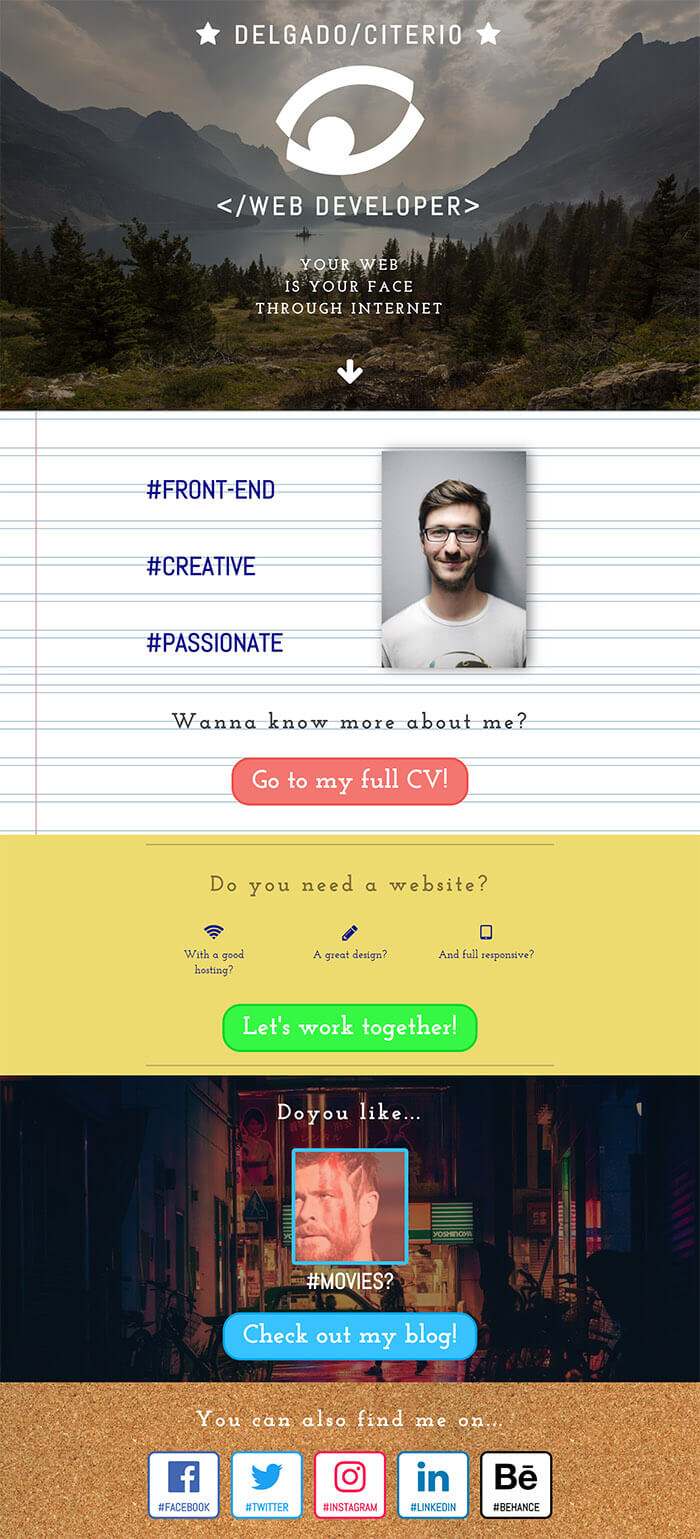 DELGADO/CITERIO
</WEB DEVELOPER>
YOUR WEB
IS YOUR FACE
THROUGH INTERNET
#FRONT-END
#CREATIVE
#PASSIONATE
Wanna know more about me?
Go to my full CV!
Do you need a website?
With a good
hosting?
A great design?
And full responsive?
Let's work together!
Doyou like...
YOSHINOYA
#MOVIES?
Check out my blog!
You can also find me on...
#FACEBOOK
#TWITTER
#INSTAGRAM
in
#LINKEDIN
Bē
#BEHANCE